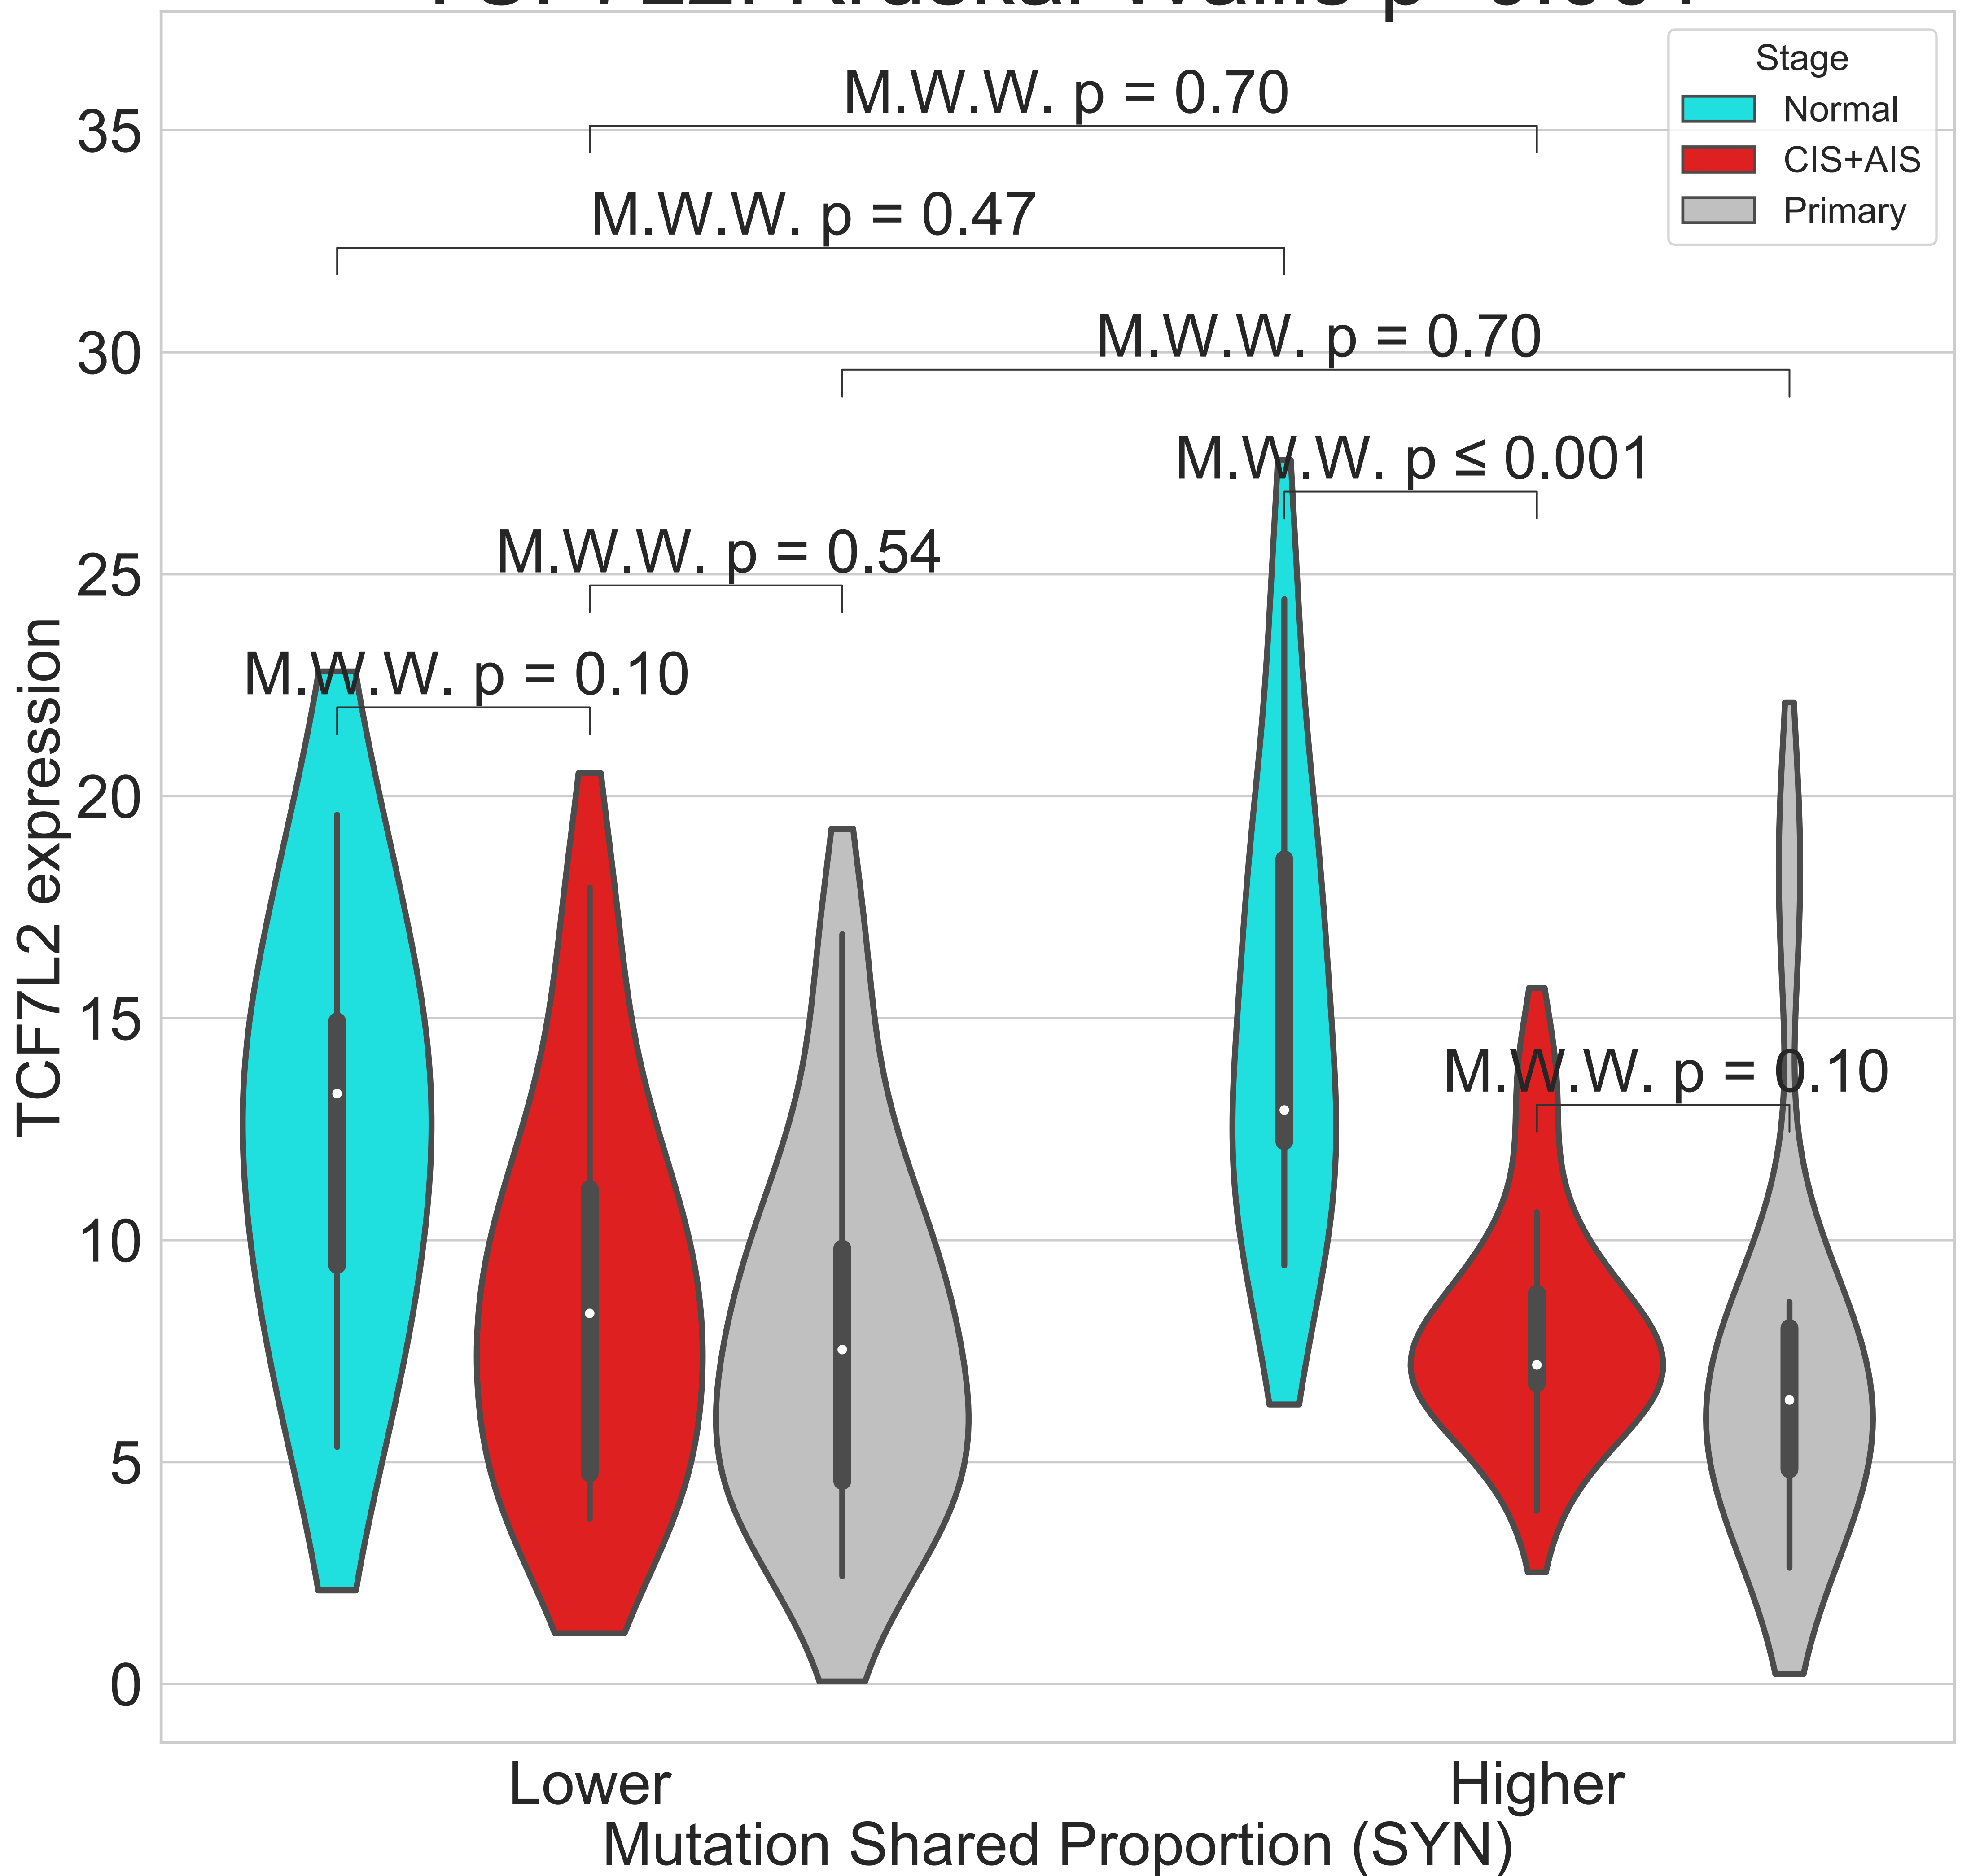 Stage
Normal
CIS+AIS
Primary
M.W.W. p = 0.70
M.W.W. p = 0.47
M.W.W. p = 0.70
M.W.W. p ≤ 0.001
M.W.W. p = 0.54
M.W.W. p = 0.10
M.W.W. p = 0.10
35
30
25
20
15
10
5
0
TCF7L2 expression
Lower
Higher
Mutation Shared Proportion (SYN)